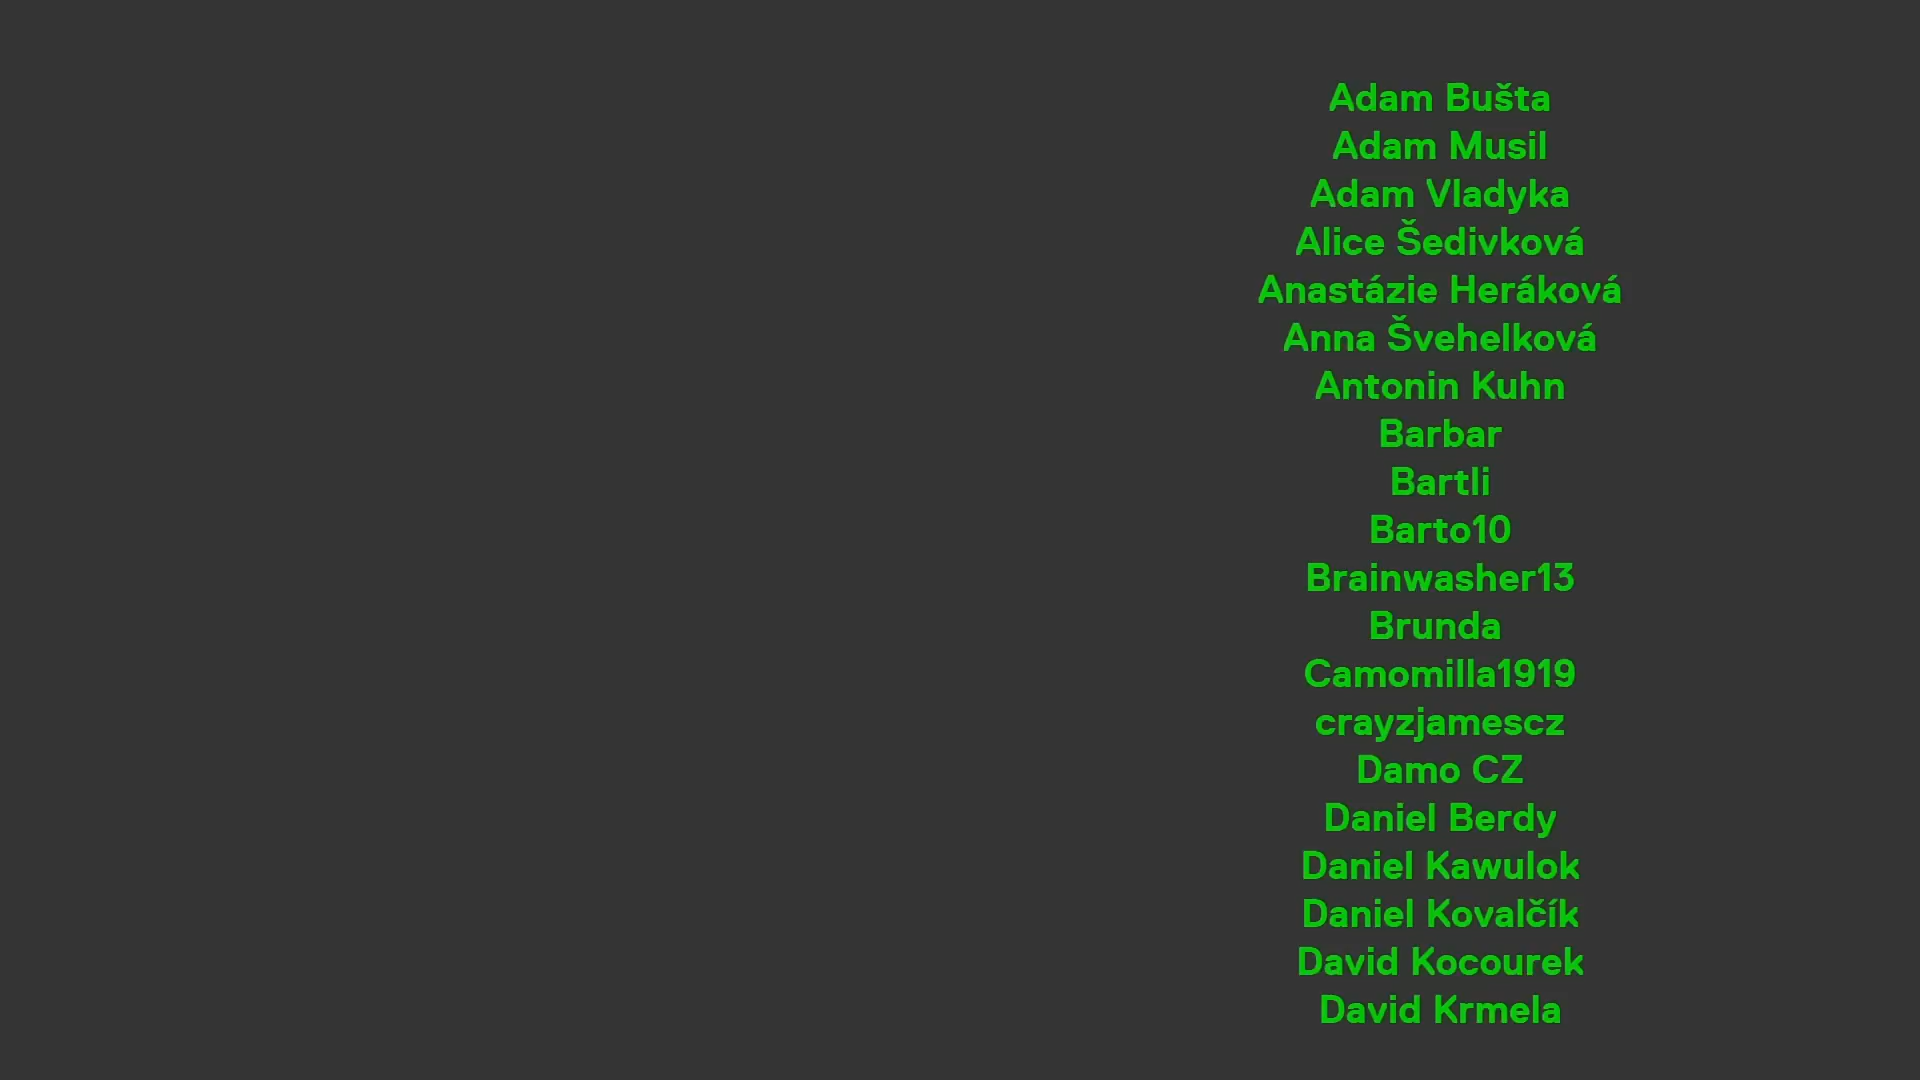 Adam Bušta
Adam Musil
Adam Vladyka
Alice Šedivková
Anastázie Heráková
Anna Švehelková
Antonin Kuhn
Barbar
Bartli
Barto10
Brainwasher13
Brunda
Camomilla1919
crayzjamescz
Damo CZ
Daniel Berdy
Daniel Kawulok
Daniel Kovalčík
David Kocourek
David Krmela